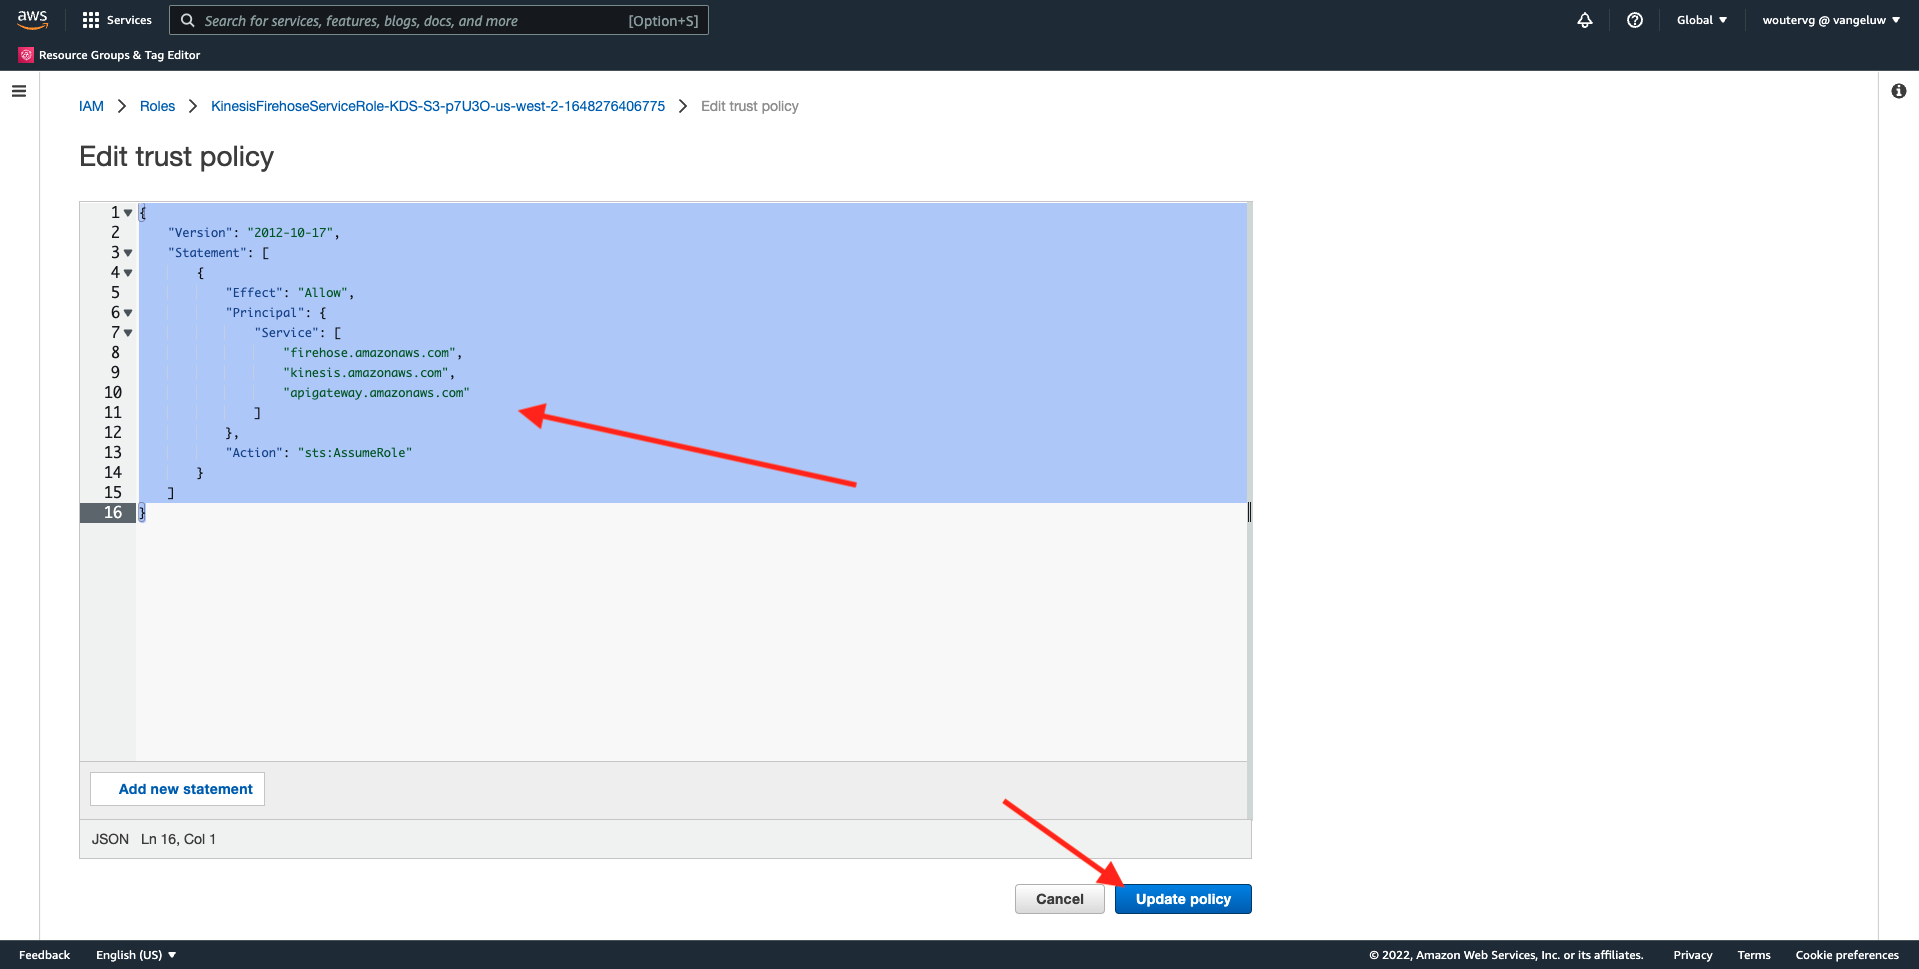 aws Services Search for services, features, blogs, docs, and more [Option+S] Global woutervg @ vangeluw
Resource Groups & Tag Editor
IAM Roles KinesisFirehoseServiceRole-KDS-S3-p7U3O-us-west-2-1648276406775 Edit trust policy
Edit trust policy
1 {
2 "Version": "2012-10-17",
3 "Statement": [
4 {
5 "Effect": "Allow",
6 "Principal": {
7 "Service": [
8 "firehose.amazonaws.com",
9 "kinesis.amazonaws.com",
10 "apigateway.amazonaws.com"
11 ]
12 },
13 "Action": "sts:AssumeRole"
14 }
15 ]
16 }
Add new statement
JSON Ln 16, Col 1
Cancel Update policy
Feedback English (US) © 2022, Amazon Web Services, Inc. or its affiliates. Privacy Terms Cookie preferences